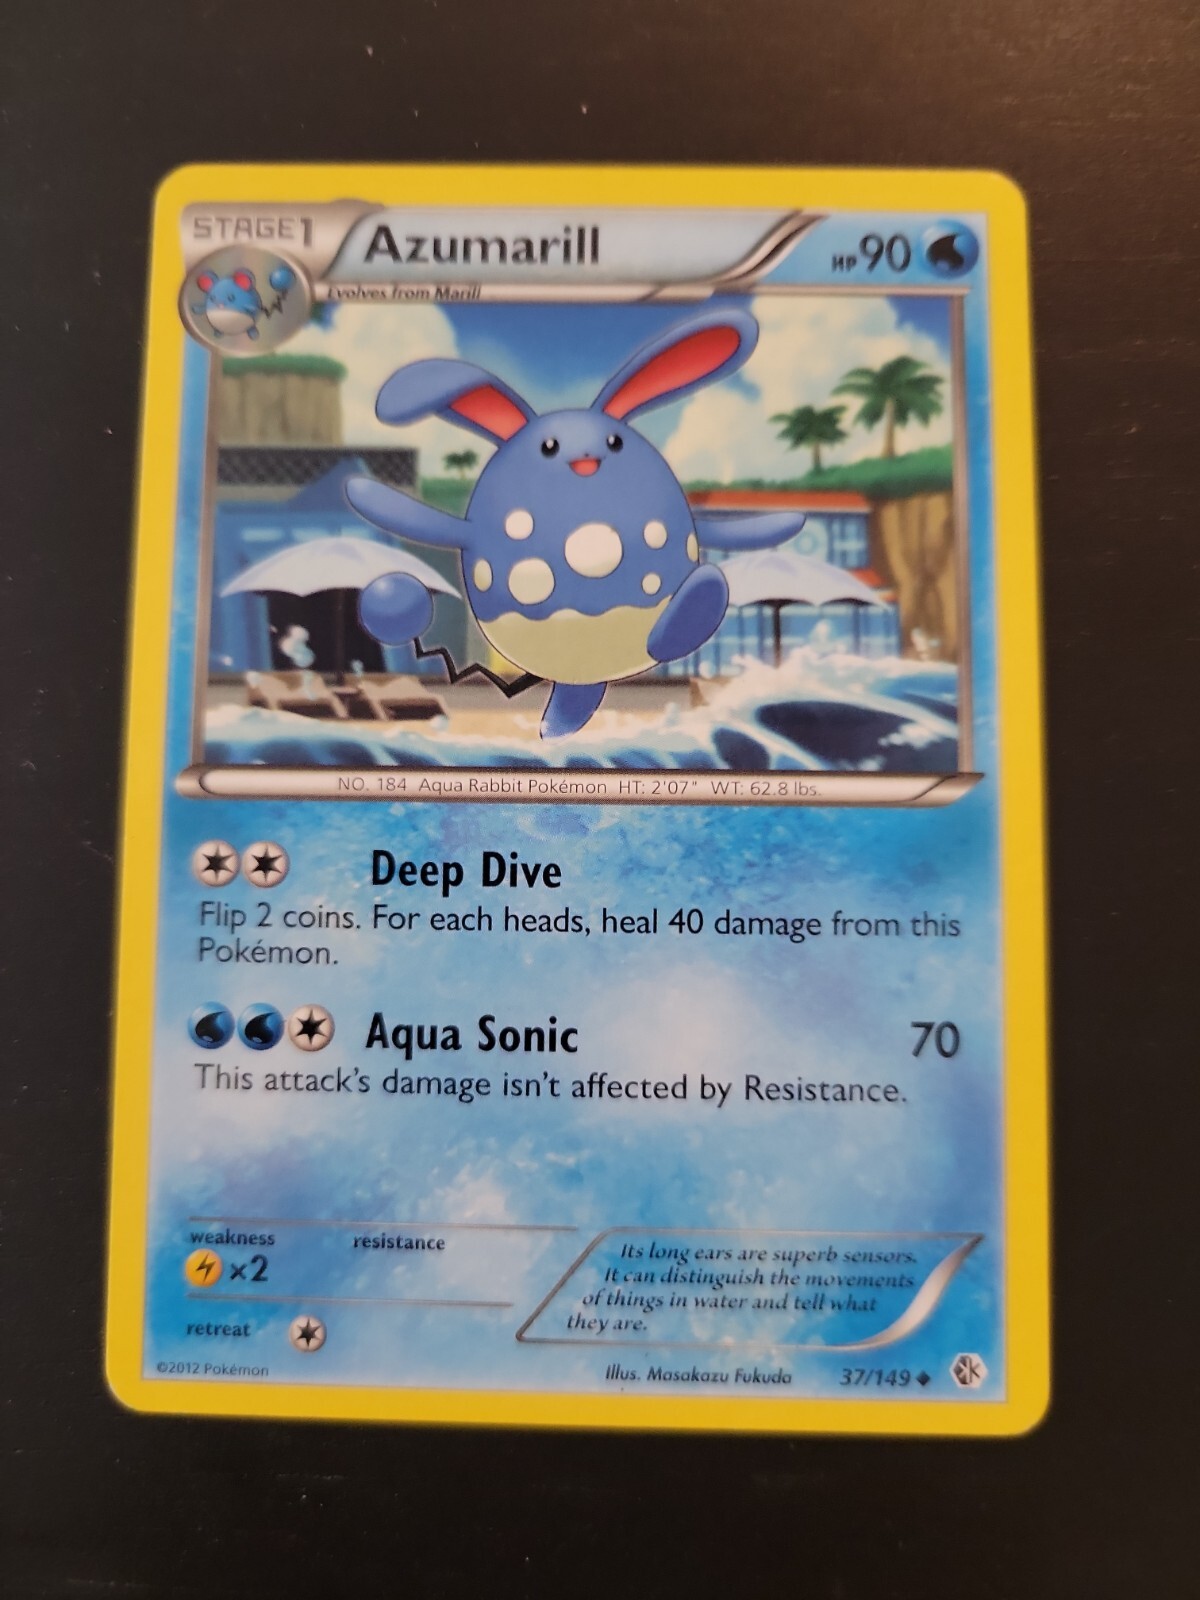 STAGE1
Azumarill
HP90
Evolves from Marill
NO. 184 Aqua Rabbit Pokémon HT: 2'07" WT: 62.8 lbs.
Deep Dive
Flip 2 coins. For each heads, heal 40 damage from this
Pokémon.
Aqua Sonic 70
This attack's damage isn't affected by Resistance.
weakness
×2
resistance
retreat
Its long ears are superb sensors.
It can distinguish the movements
of things in water and tell what
they are.
©2012 Pokémon
Illus. Masakazu Fukuda
37/149